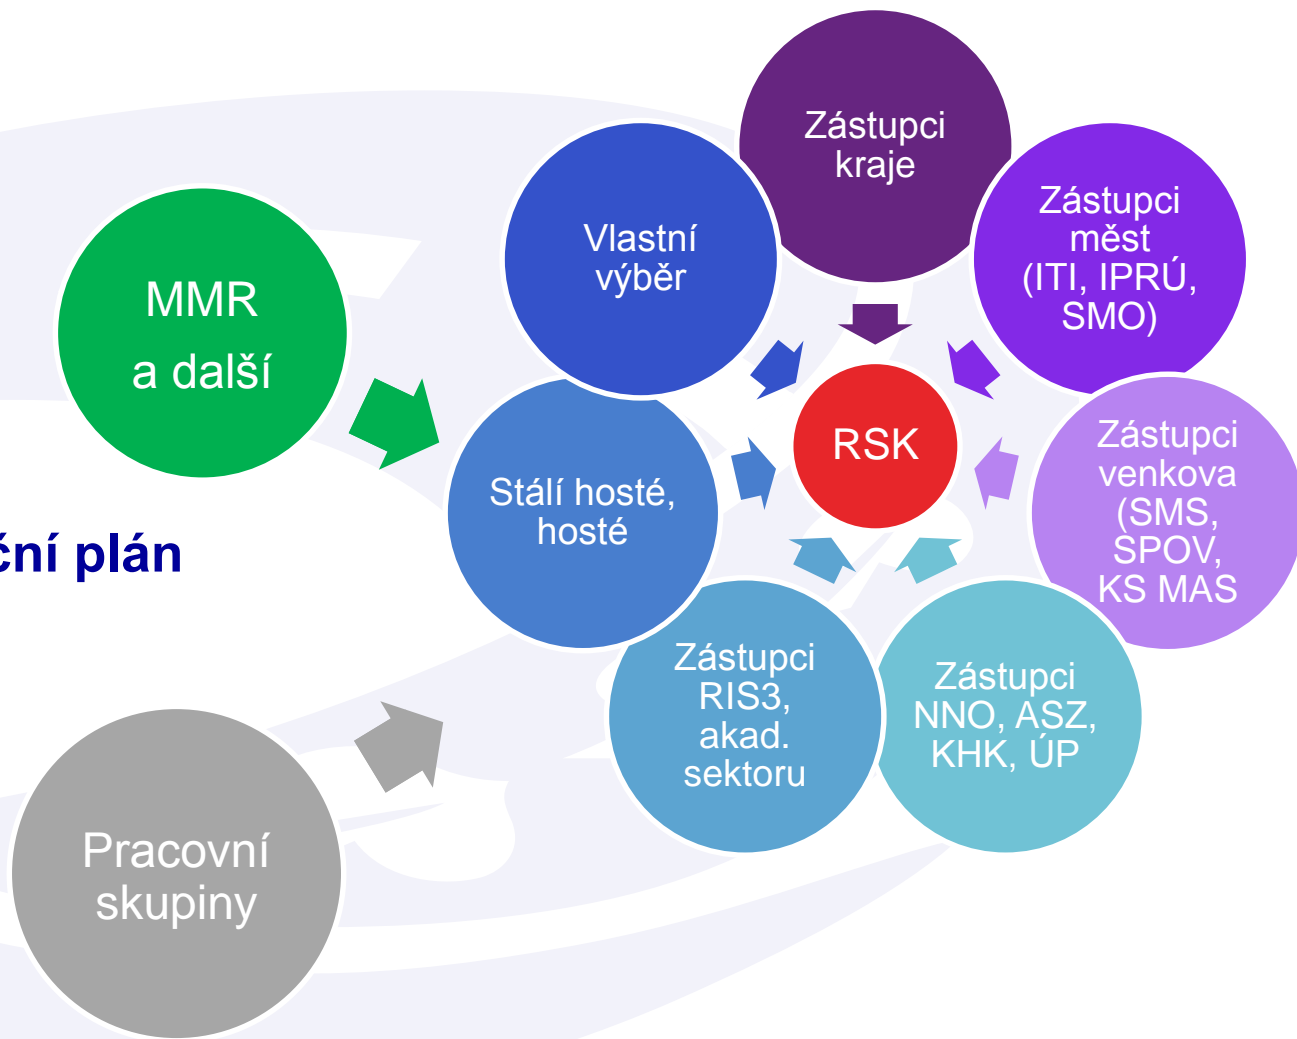 Zástupci
kraje
Zástupci
měst
(ITI, IPRÚ,
SMO)
Vlastní
výběr
MMR
a další
RSK
Zástupci
venkova
(SMS,
SPOV,
KS MAS
Stálí hosté,
hosté
ční plán
Zástupci
RIS3,
akad.
sektoru
Zástupci
NNO, ASZ,
KHK, ÚP
Pracovní
skupiny